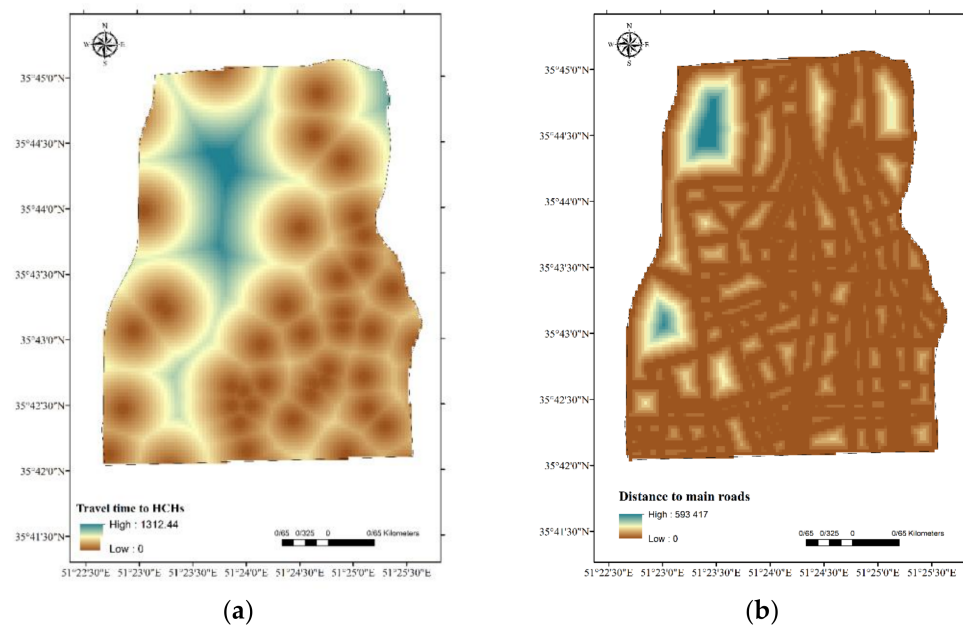 N
W E
S
35°45'0"N
35°44'30"N
35°44'0"N
35°43'30"N
35°43'0"N
35°42'30"N
35°42'0"N
35°41'30"N
Travel time to HCHs
High : 1312.44
Low : 0
0/65 0/325 0 0/65 Kilometers
51°22'30"E 51°23'0"E 51°23'30"E 51°24'0"E 51°24'30"E 51°25'0"E 51°25'30"E
(a)
N
W E
S
35°45'0"N
35°44'30"N
35°44'0"N
35°43'30"N
35°43'0"N
35°42'30"N
35°42'0"N
35°41'30"N
Distance to main roads
High : 593 417
Low : 0
0/65 0/325 0 0/65 Kilometers
51°22'30"E 51°23'0"E 51°23'30"E 51°24'0"E 51°24'30"E 51°25'0"E 51°25'30"E
(b)